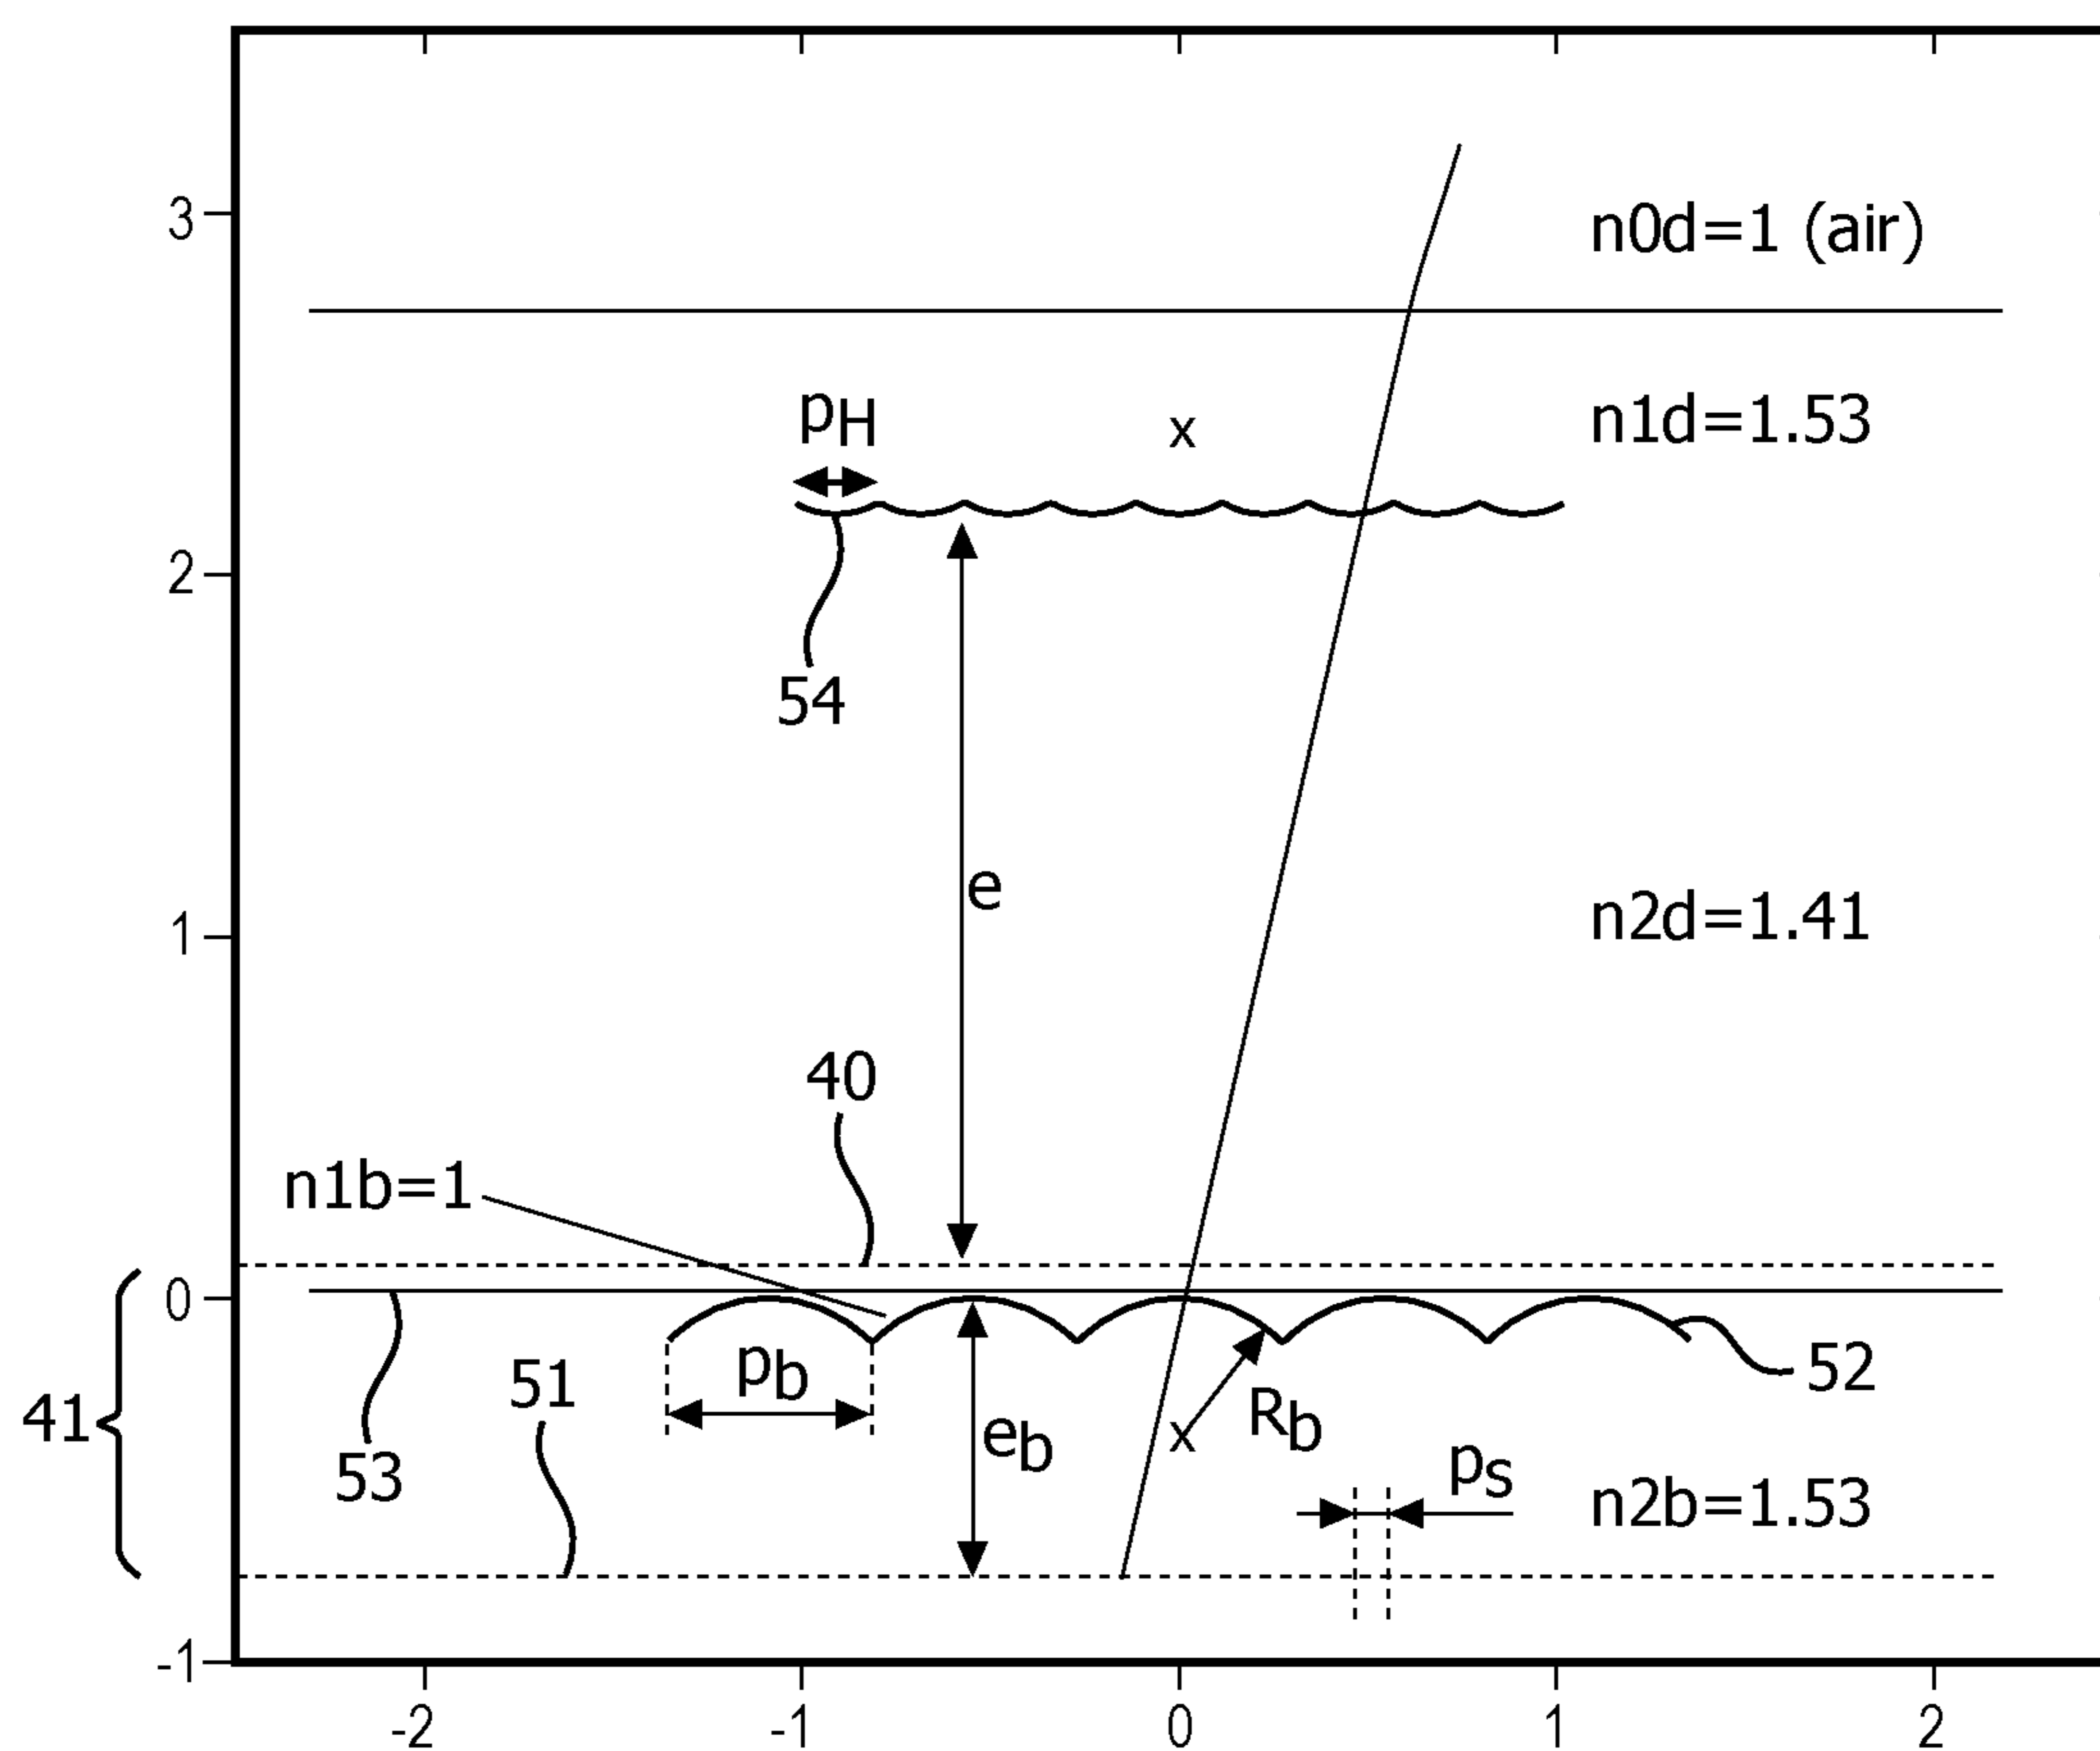 3
n0d=1 (air)
pH
x
n1d=1.53
2
54
e
1
n2d=1.41
40
n1b=1
0
41
53
51
pb
eb
x
Rb
52
ps
n2b=1.53
-1
-2
-1
0
1
2